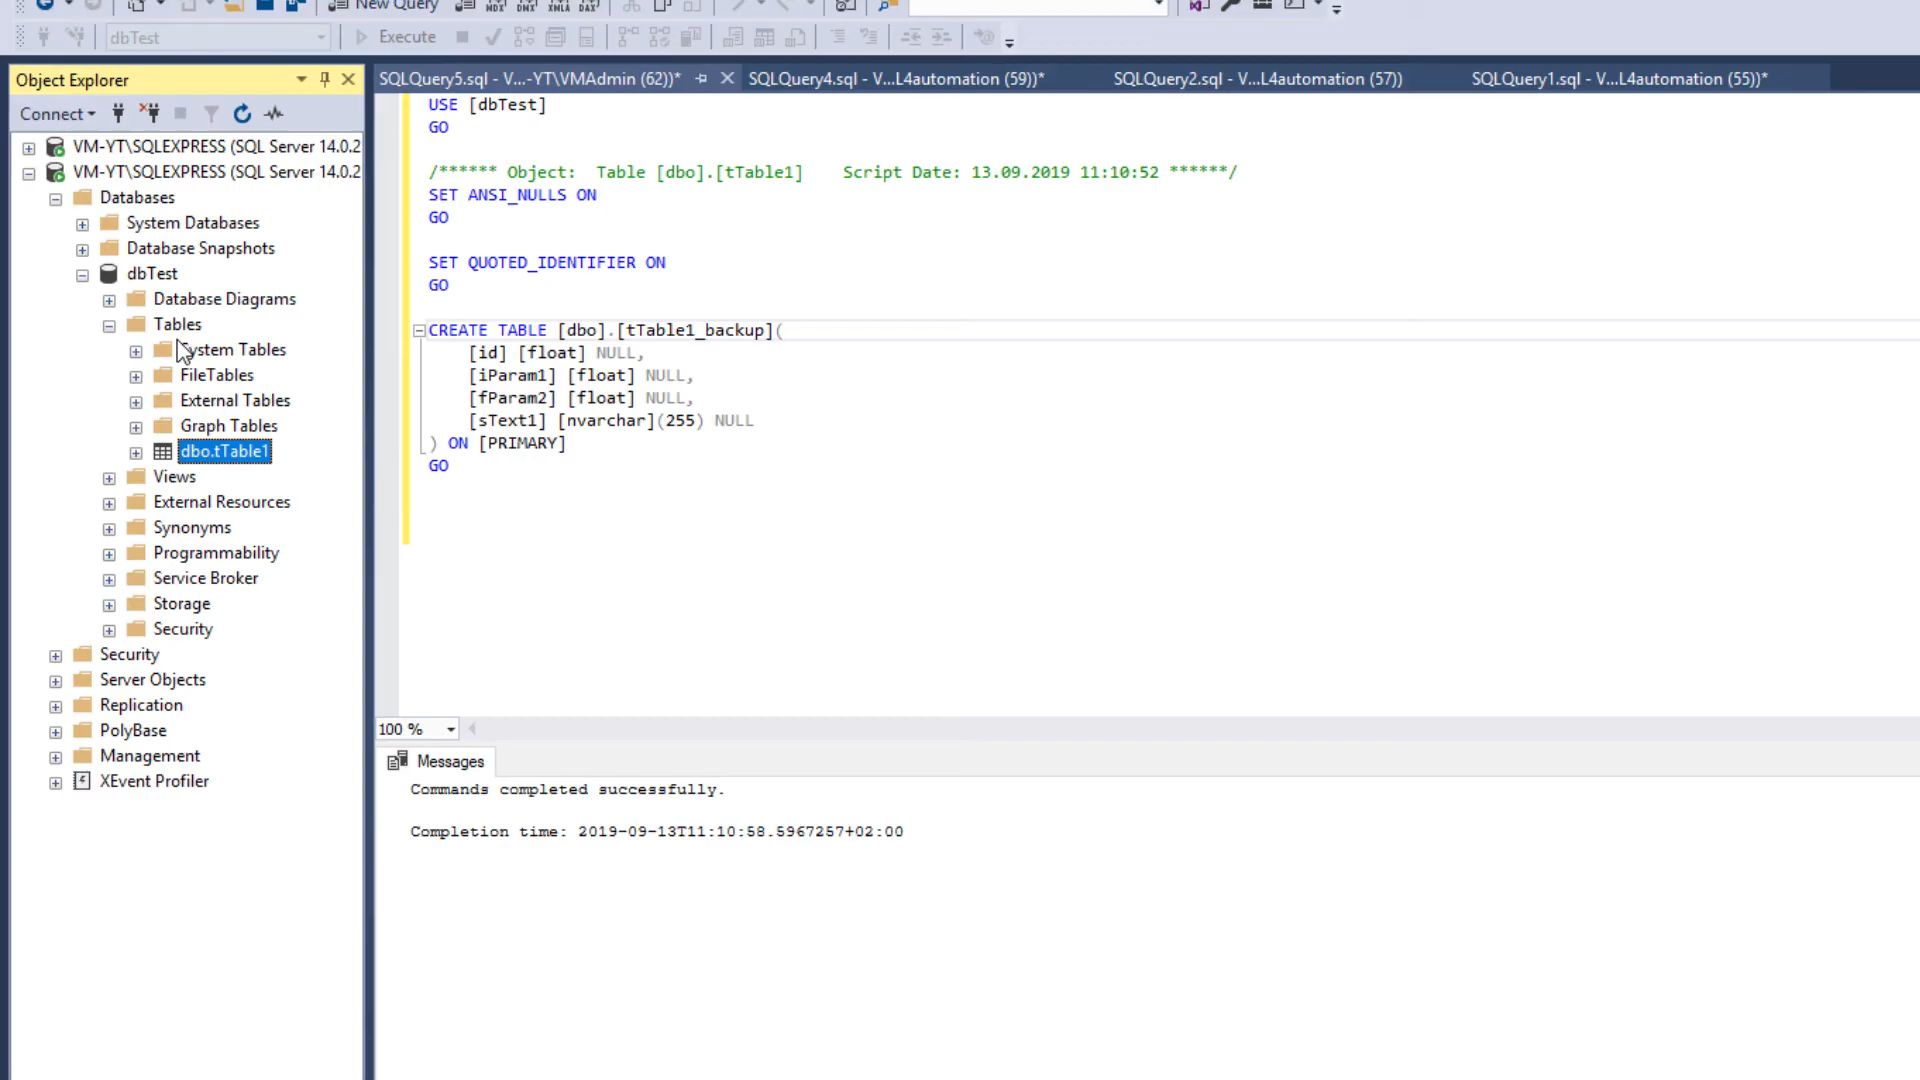 New Query
MDX DMX XMLA DAX
dbTest
Execute
Object Explorer
SQLQuery5.sql - V...-YT\VMAdmin (62))*
SQLQuery4.sql - V...L4automation (59))*
SQLQuery2.sql - V...L4automation (57))
SQLQuery1.sql - V...L4automation (55))*
Connect
VM-YT\SQLEXPRESS (SQL Server 14.0.2
VM-YT\SQLEXPRESS (SQL Server 14.0.2
Databases
System Databases
Database Snapshots
dbTest
Database Diagrams
Tables
System Tables
FileTables
External Tables
Graph Tables
dbo.tTable1
Views
External Resources
Synonyms
Programmability
Service Broker
Storage
Security
Security
Server Objects
Replication
PolyBase
Management
XEvent Profiler
USE [dbTest]
GO
/****** Object:  Table [dbo].[tTable1]    Script Date: 13.09.2019 11:10:52 ******/
SET ANSI_NULLS ON
GO
SET QUOTED_IDENTIFIER ON
GO
CREATE TABLE [dbo].[tTable1_backup](
[id] [float] NULL,
[iParam1] [float] NULL,
[fParam2] [float] NULL,
[sText1] [nvarchar](255) NULL
) ON [PRIMARY]
GO
100 %
Messages
Commands completed successfully.
Completion time: 2019-09-13T11:10:58.5967257+02:00